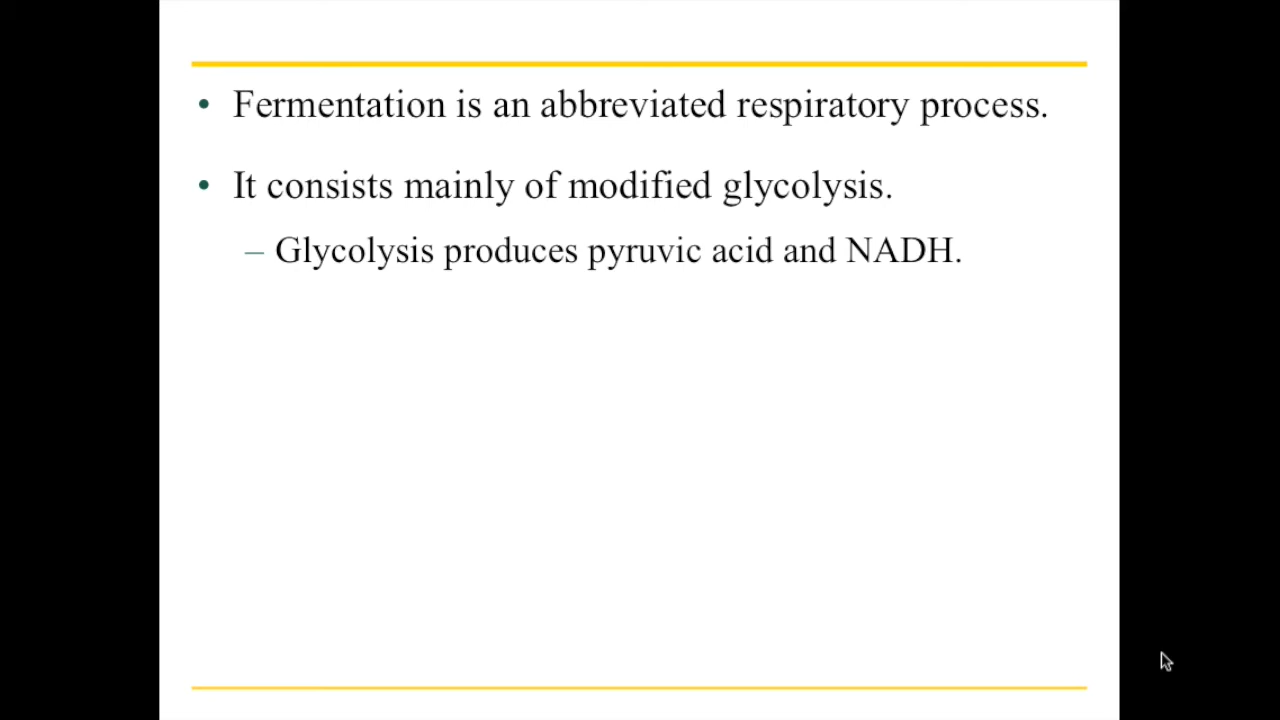 • Fermentation is an abbreviated respiratory process.
• It consists mainly of modified glycolysis.
– Glycolysis produces pyruvic acid and NADH.